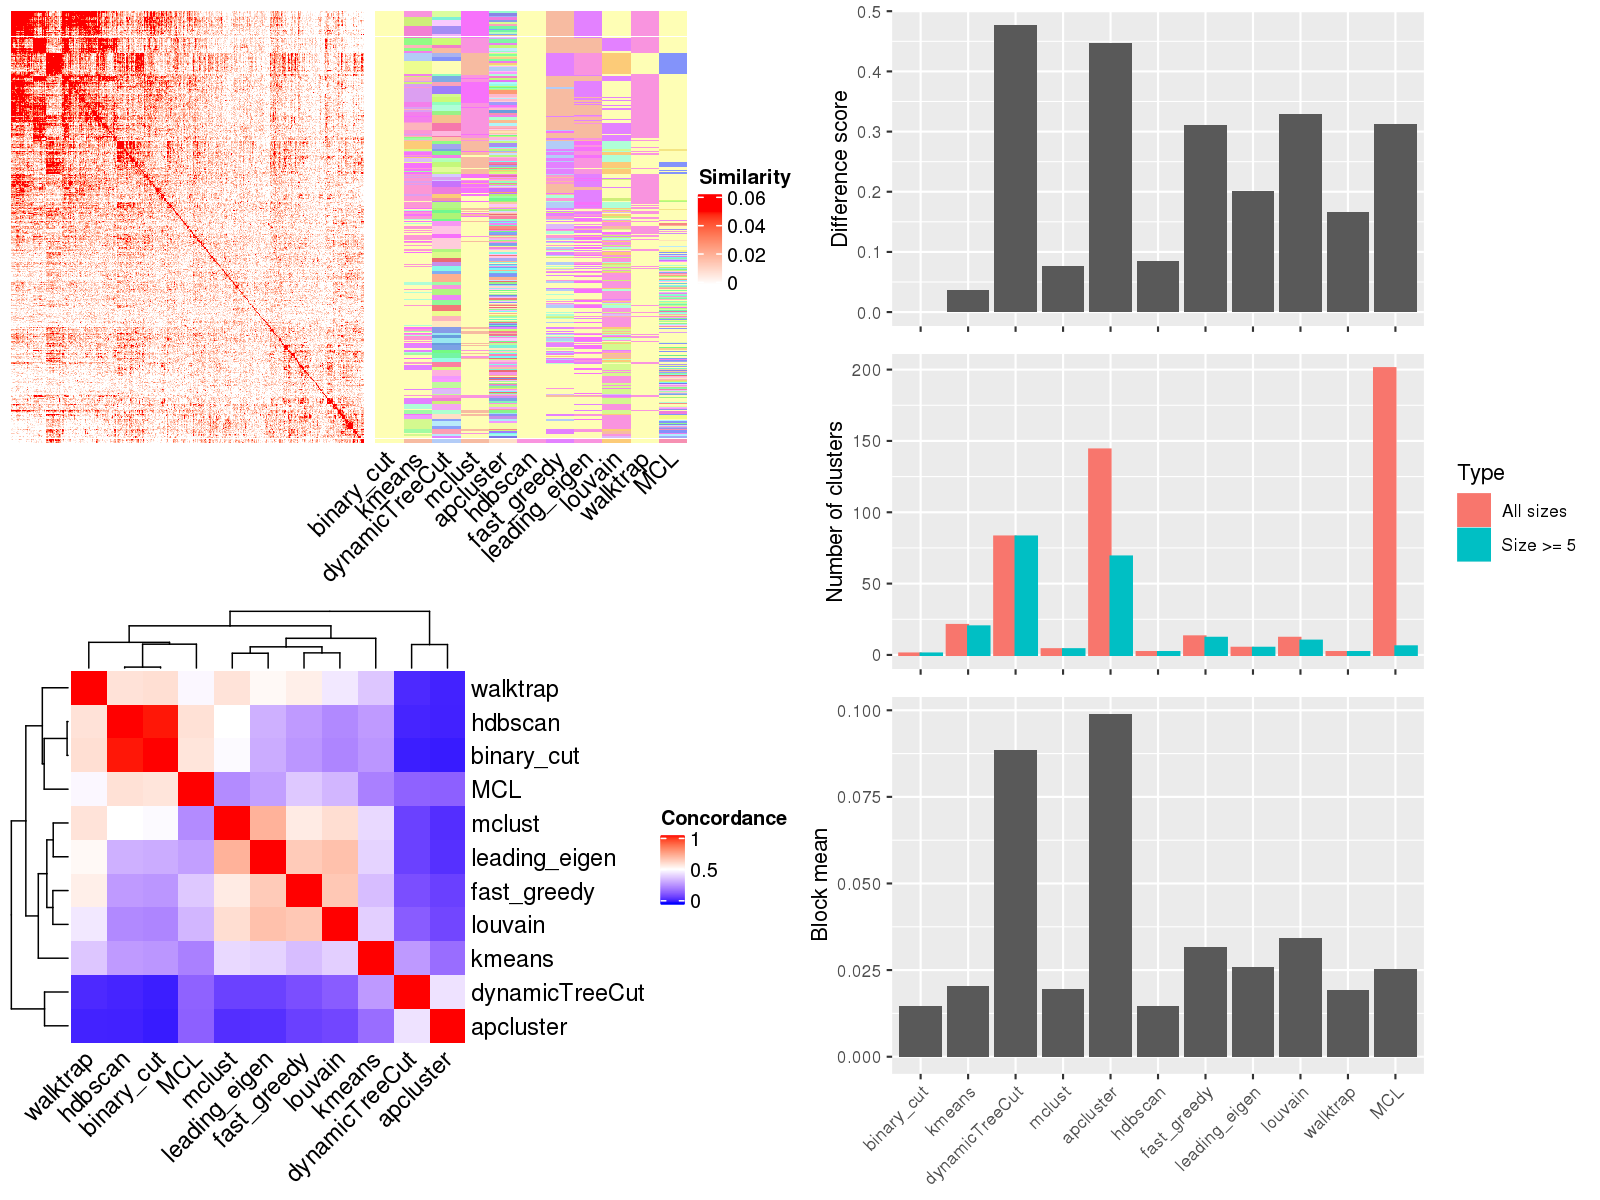 Similarity
0.06
0.04
0.02
0
binary_cut
kmeans
dynamicTreeCut
mclust
apcluster
hdbscan
fast_greedy
leading_eigen
louvain
walktrap
MCL
Difference score
0.5
0.4
0.3
0.2
0.1
0.0
Number of clusters
200
150
100
50
0
Type
All sizes
Size >= 5
walktrap
hdbscan
binary_cut
MCL
mclust
leading_eigen
fast_greedy
louvain
kmeans
dynamicTreeCut
apcluster
walktrap
hdbscan
binary_cut
MCL
mclust
leading_eigen
fast_greedy
louvain
kmeans
dynamicTreeCut
apcluster
Concordance
1
0.5
0
Block mean
0.100
0.075
0.050
0.025
0.000
binary_cut
kmeans
dynamicTreeCut
mclust
apcluster
hdbscan
fast_greedy
leading_eigen
louvain
walktrap
MCL